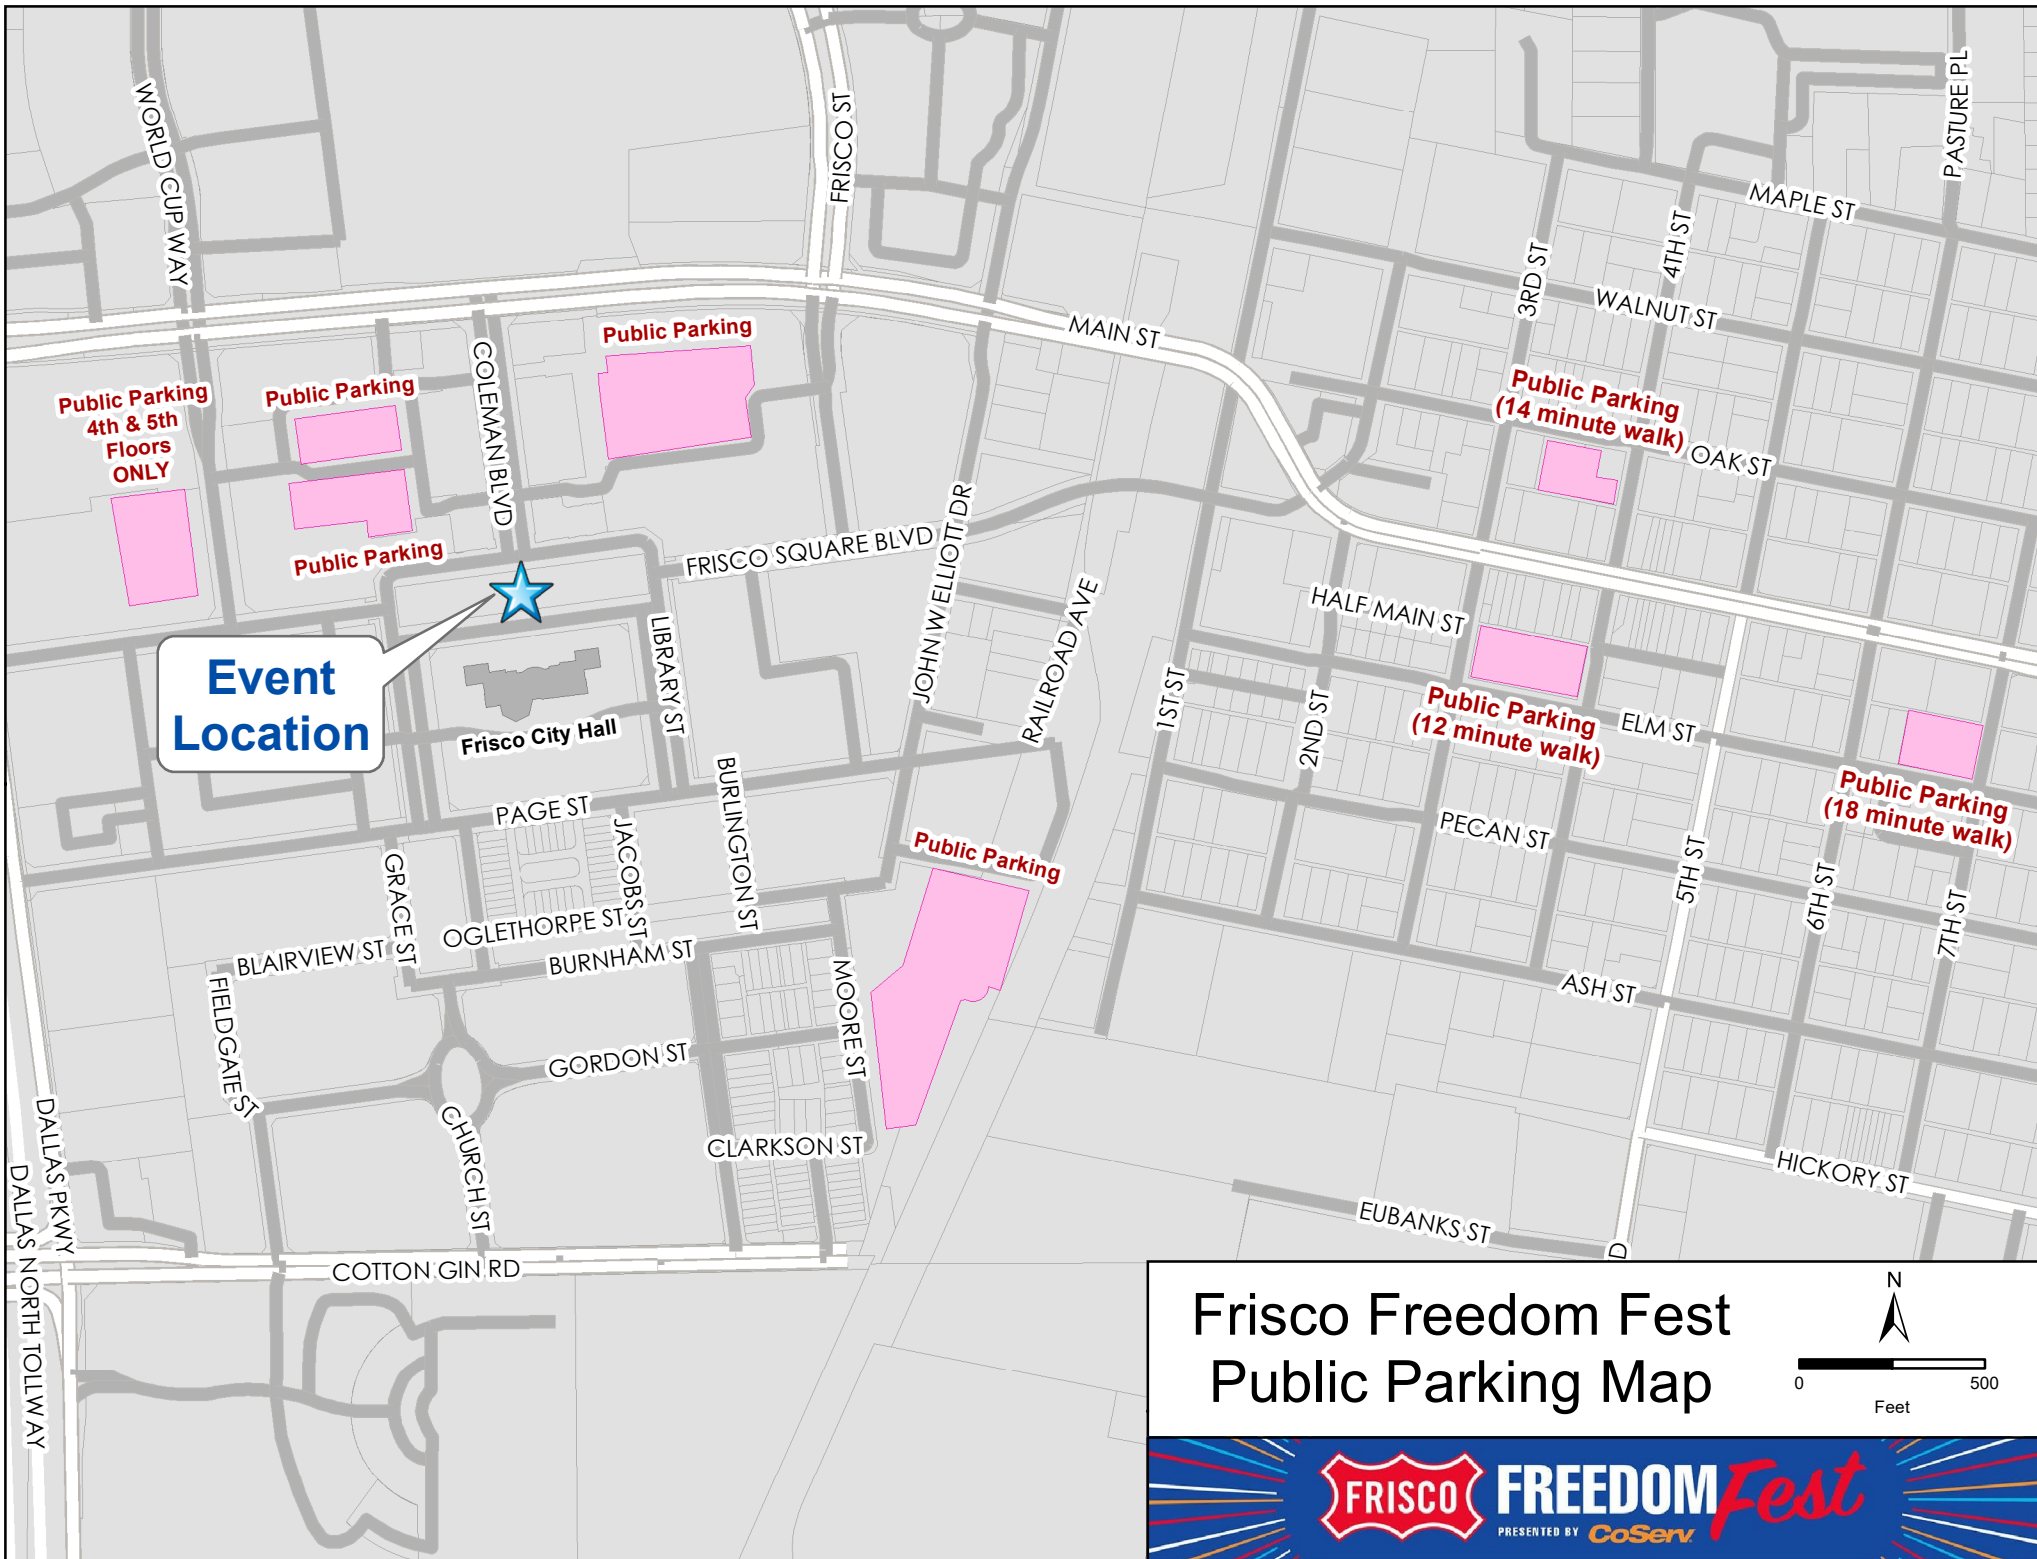 WORLD CUP WAY
FRISCO ST
PASTURE PL
MAPLE ST
4TH ST
3RD ST
WALNUT ST
MAIN ST
Public Parking
COLEMAN BLVD
Public Parking
Public Parking
4th & 5th
Floors
ONLY
Public Parking
(14 minute walk)
OAK ST
Public Parking
FRISCO SQUARE BLVD
JOHN W ELLIOTT DR
RAILROAD AVE
HALF MAIN ST
Event
Location
LIBRARY ST
Frisco City Hall
1ST ST
2ND ST
Public Parking
(12 minute walk)
ELM ST
Public Parking
(18 minute walk)
BURLINGTON ST
PAGE ST
JACOBS ST
PECAN ST
5TH ST
6TH ST
7TH ST
GRACE ST
Public Parking
OGLETHORPE ST
BLAIRVIEW ST
BURNHAM ST
FIELDGATE ST
MOORE ST
ASH ST
GORDON ST
CHURCH ST
CLARKSON ST
DALLAS PKWY
DALLAS NORTH TOLLWAY
HICKORY ST
EUBANKS ST
D
COTTON GIN RD
Frisco Freedom Fest
Public Parking Map
N
0 500
Feet
FRISCO FREEDOM Fest
PRESENTED BY CoServ